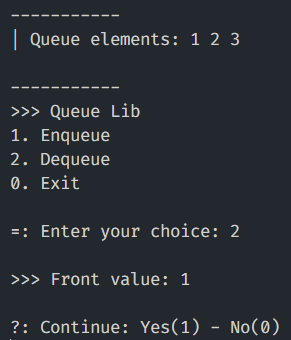 -----------
| Queue elements: 1 2 3
-----------
>>> Queue Lib
1. Enqueue
2. Dequeue
0. Exit
=: Enter your choice: 2
>>> Front value: 1
?: Continue: Yes(1) - No(0)